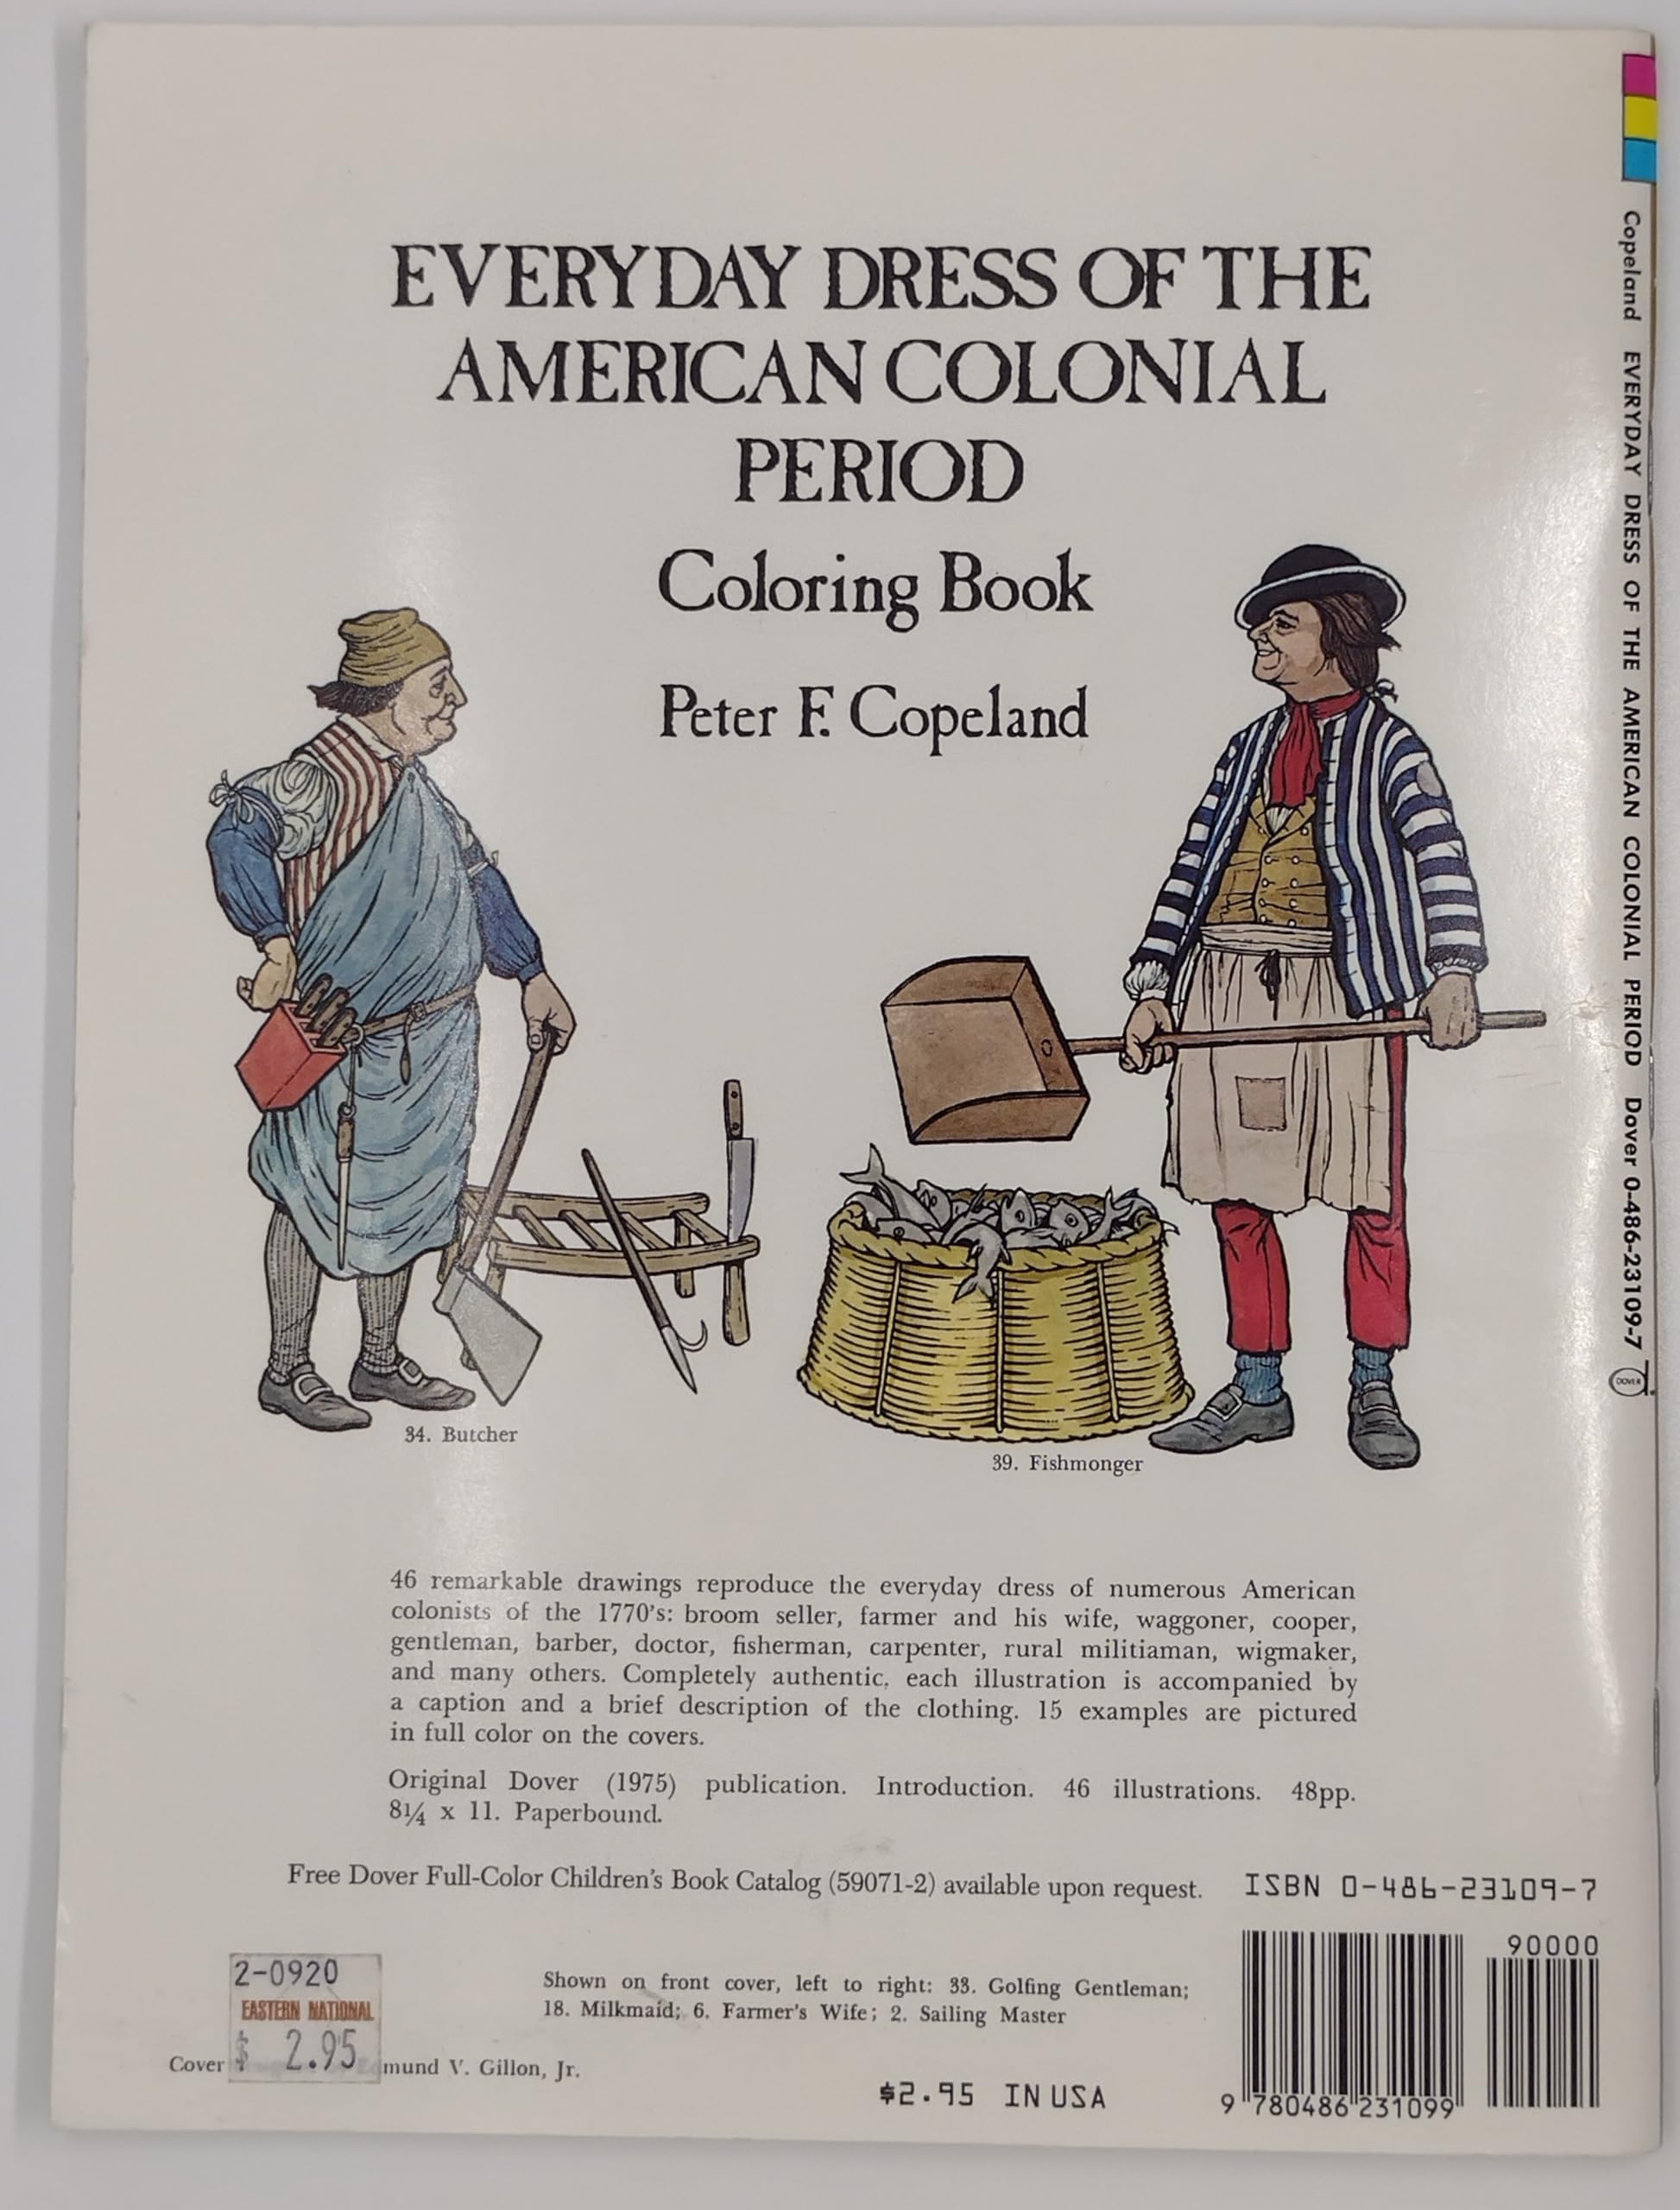 EVERYDAY DRESS OF THE
AMERICAN COLONIAL
PERIOD
Coloring Book
Peter F. Copeland
34. Butcher
39. Fishmonger
46 remarkable drawings reproduce the everyday dress of numerous American
colonists of the 1770's: broom seller, farmer and his wife, waggoner, cooper,
gentleman, barber, doctor, fisherman, carpenter, rural militiaman, wigmaker,
and many others. Completely authentic, each illustration is accompanied by
a caption and a brief description of the clothing. 15 examples are pictured
in full color on the covers.
Original Dover (1975) publication. Introduction. 46 illustrations. 48pp.
8¼ x 11. Paperbound.
Free Dover Full-Color Children's Book Catalog (59071-2) available upon request.
ISBN 0-486-23109-7
90000
9 780486 231099
Shown on front cover, left to right: 33. Golfing Gentleman;
18. Milkmaid; 6. Farmer's Wife; 2. Sailing Master
2-0920
EASTERN NATIONAL
$ 2.95
Cover mund V. Gillon, Jr.
$2.95 IN USA
Copeland EVERYDAY DRESS OF THE AMERICAN COLONIAL PERIOD Dover 0-486-23109-7
DOVER